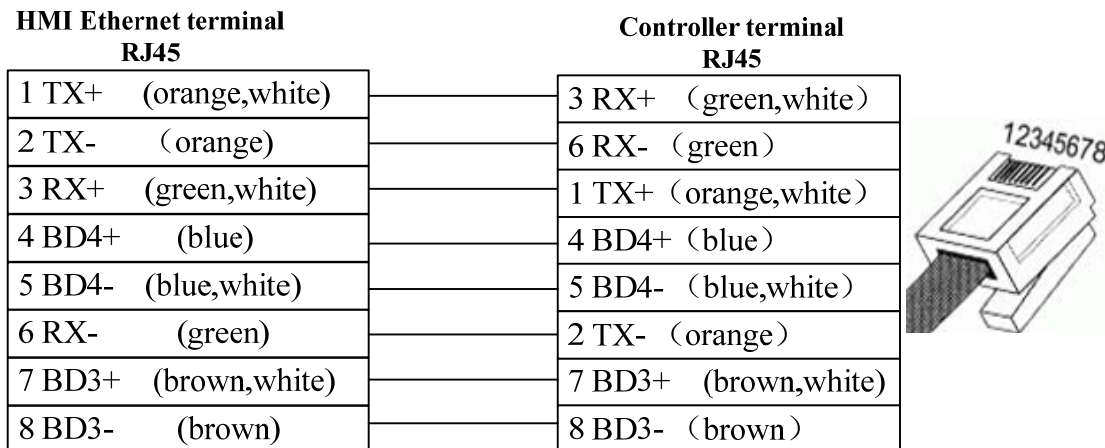 HMI Ethernet terminal
RJ45
1 TX+ (orange,white)
2 TX- （orange)
3 RX+ (green,white)
4 BD4+ (blue)
5 BD4- (blue,white)
6 RX- (green)
7 BD3+ (brown,white)
8 BD3- (brown)
Controller terminal
RJ45
3 RX+ （green,white）
6 RX- （green）
1 TX+（orange,white）
4 BD4+（blue）
5 BD4- （blue,white）
2 TX- （orange）
7 BD3+ （brown,white）
8 BD3- （brown）
12345678